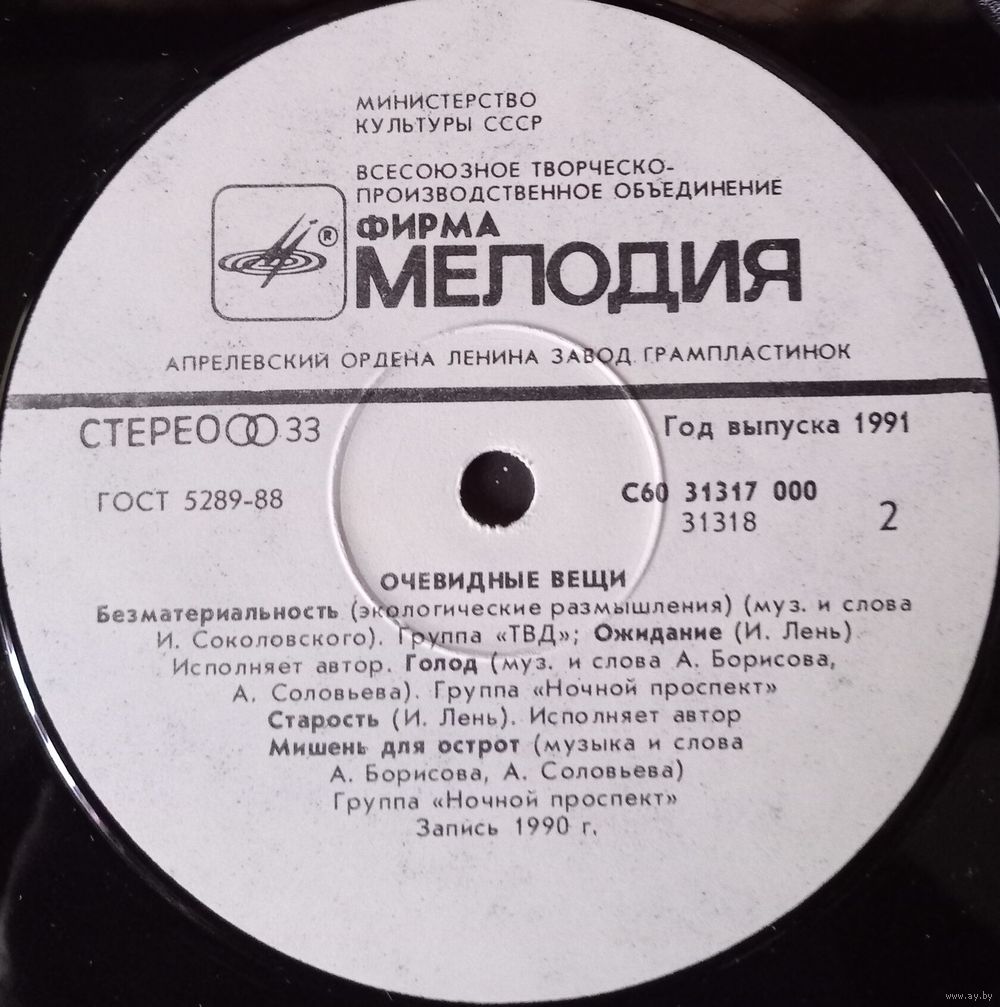 МИНИСТЕРСТВО
КУЛЬТУРЫ СССР
ВСЕСОЮЗНОЕ ТВОРЧЕСКО-
ПРОИЗВОДСТВЕННОЕ ОБЪЕДИНЕНИЕ
ФИРМА
®
МЕЛОДИЯ
АПРЕЛЕВСКИЙ ОРДЕНА ЛЕНИНА ЗАВОД ГРАМПЛАСТИНОК
СТЕРЕО 33
Год выпуска 1991
ГОСТ 5289-88
С60 31317 000
31318
2
ОЧЕВИДНЫЕ ВЕЩИ
Безматериальность (экологические размышления) (муз. и слова
И. Соколовского). Группа «ТВД»; Ожидание (И. Лень)
Исполняет автор. Голод (муз. и слова А. Борисова,
А. Соловьева). Группа «Ночной проспект»
Старость (И. Лень). Исполняет автор
Мишень для острот (музыка и слова
А. Борисова, А. Соловьева)
Группа «Ночной проспект»
Запись 1990 г.
www.ay.by